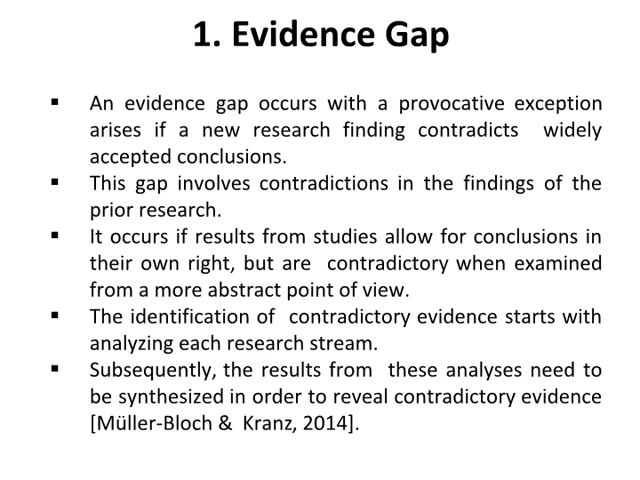 1. Evidence Gap
▪ An evidence gap occurs with a provocative exception
arises if a new research finding contradicts widely
accepted conclusions.
▪ This gap involves contradictions in the findings of the
prior research.
▪ It occurs if results from studies allow for conclusions in
their own right, but are contradictory when examined
from a more abstract point of view.
▪ The identification of contradictory evidence starts with
analyzing each research stream.
▪ Subsequently, the results from these analyses need to
be synthesized in order to reveal contradictory evidence
[Müller-Bloch & Kranz, 2014].